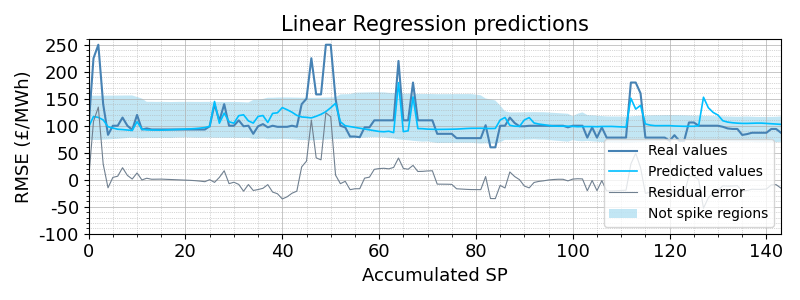 Linear Regression predictions
RMSE (£/MWh)
250
200
150
100
50
0
-50
-100
0 20 40 60 80 100 120 140
Accumulated SP
Real values
Predicted values
Residual error
Not spike regions